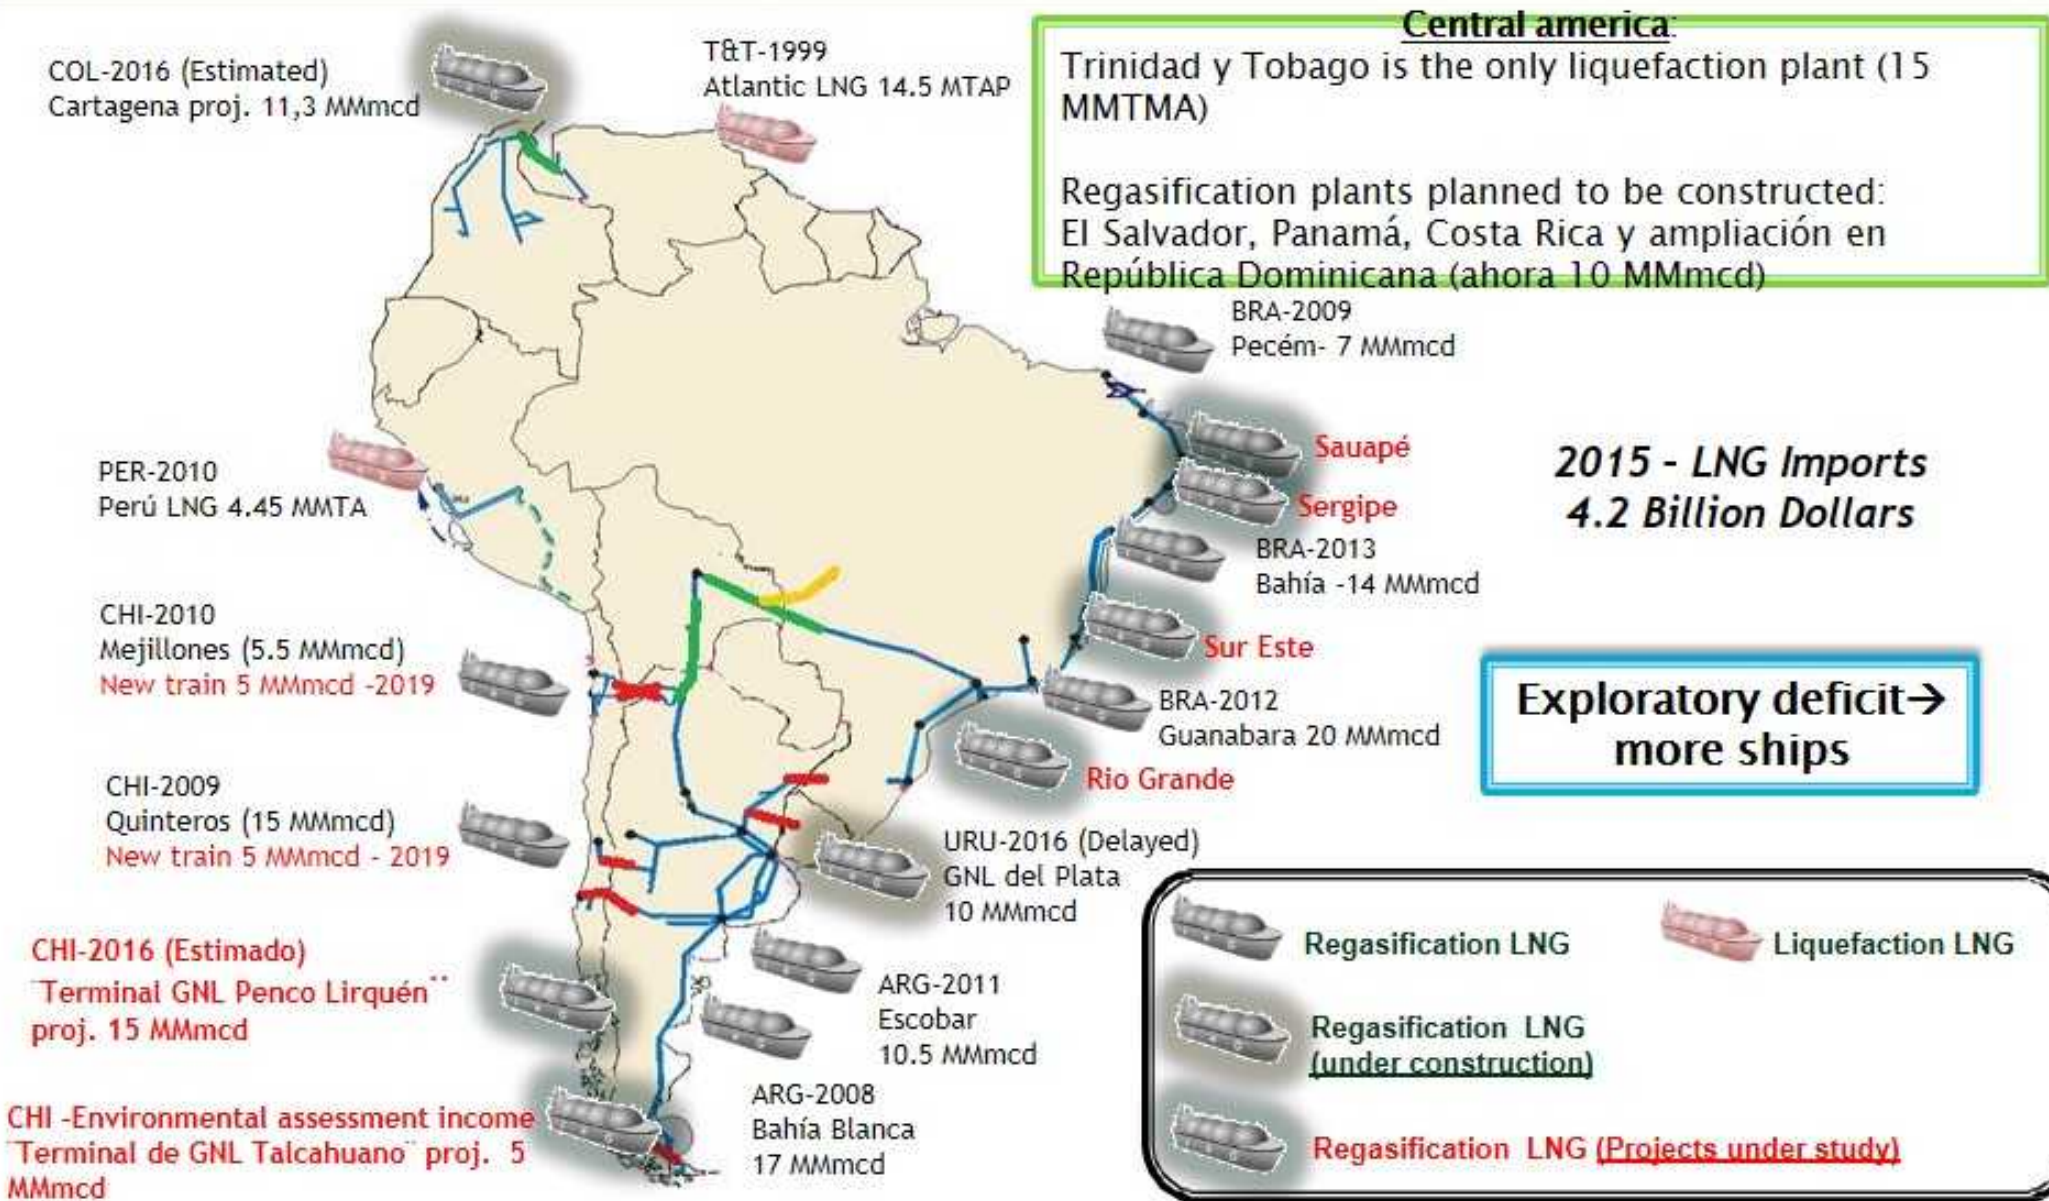 Central america:
Trinidad y Tobago is the only liquefaction plant (15
MMTMA)
Regasification plants planned to be constructed:
El Salvador, Panamá, Costa Rica y ampliación en
República Dominicana (ahora 10 MMmcd)
COL-2016 (Estimated)
Cartagena proj. 11,3 MMmcd
T&T-1999
Atlantic LNG 14.5 MTAP
BRA-2009
Pecém- 7 MMmcd
Sauapé
Sergipe
2015 - LNG Imports
4.2 Billion Dollars
PER-2010
Perú LNG 4.45 MMTA
BRA-2013
Bahía -14 MMmcd
CHI-2010
Mejillones (5.5 MMmcd)
New train 5 MMmcd -2019
Sur Este
BRA-2012
Guanabara 20 MMmcd
Exploratory deficit→
more ships
Rio Grande
CHI-2009
Quinteros (15 MMmcd)
New train 5 MMmcd - 2019
URU-2016 (Delayed)
GNL del Plata
10 MMmcd
CHI-2016 (Estimado)
¨Terminal GNL Penco Lirquén¨
proj. 15 MMmcd
ARG-2011
Escobar
10.5 MMmcd
CHI -Environmental assessment income
¨Terminal de GNL Talcahuano¨ proj. 5
MMmcd
ARG-2008
Bahía Blanca
17 MMmcd
Regasification LNG
Liquefaction LNG
Regasification LNG
(under construction)
Regasification LNG (Projects under study)